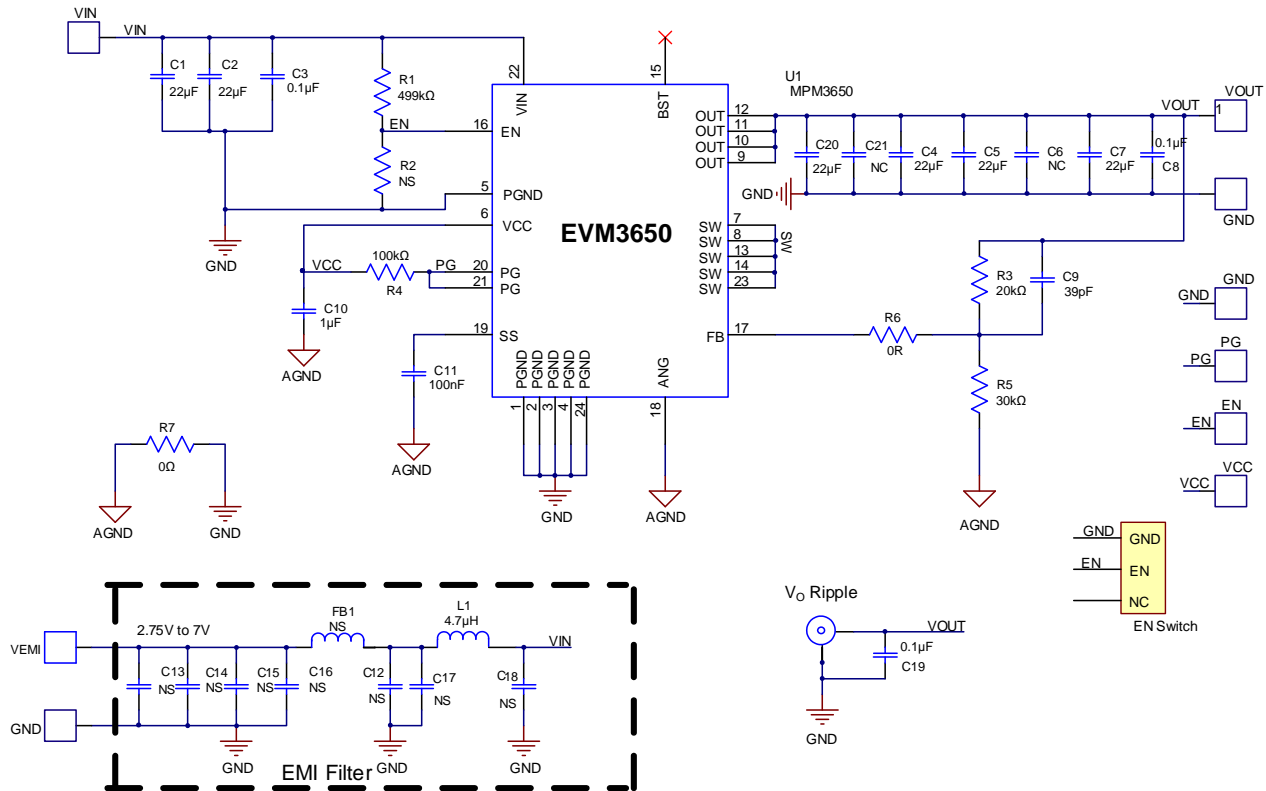 VIN
VIN
C1
22µF
C2
22µF
C3
0.1µF
R1
499kΩ
EN
R2
NS
GND
22
VIN
15
BST
U1
MPM3650
16
EN
5
PGND
6
VCC
20
PG
21
PG
19
SS
EVM3650
OUT
12
OUT
11
OUT
10
OUT
9
SW
7
SW
8
SW
13
SW
14
SW
23
SW
FB
17
PGND
PGND
PGND
PGND
PGND
1
2
3
4
24
GND
ANG
18
AGND
VCC
100kΩ
R4
PG
C10
1µF
AGND
C11
100nF
AGND
VOUT
VOUT
1
C20
22µF
C21
NC
C4
22µF
C5
22µF
C6
NC
C7
22µF
0.1µF
C8
GND
GND
R3
20kΩ
C9
39pF
R6
0R
R5
30kΩ
AGND
GND
GND
PG
PG
EN
EN
VCC
VCC
R7
0Ω
AGND
GND
GND
GND
EN
EN
NC
EN Switch
VEMI
2.75V to 7V
GND
C13
NS
C14
NS
C15
NS
C16
NS
FB1
NS
C12
NS
C17
NS
L1
4.7µH
VIN
C18
NS
GND
GND
GND
EMI Filter
VO Ripple
VOUT
0.1µF
C19
GND